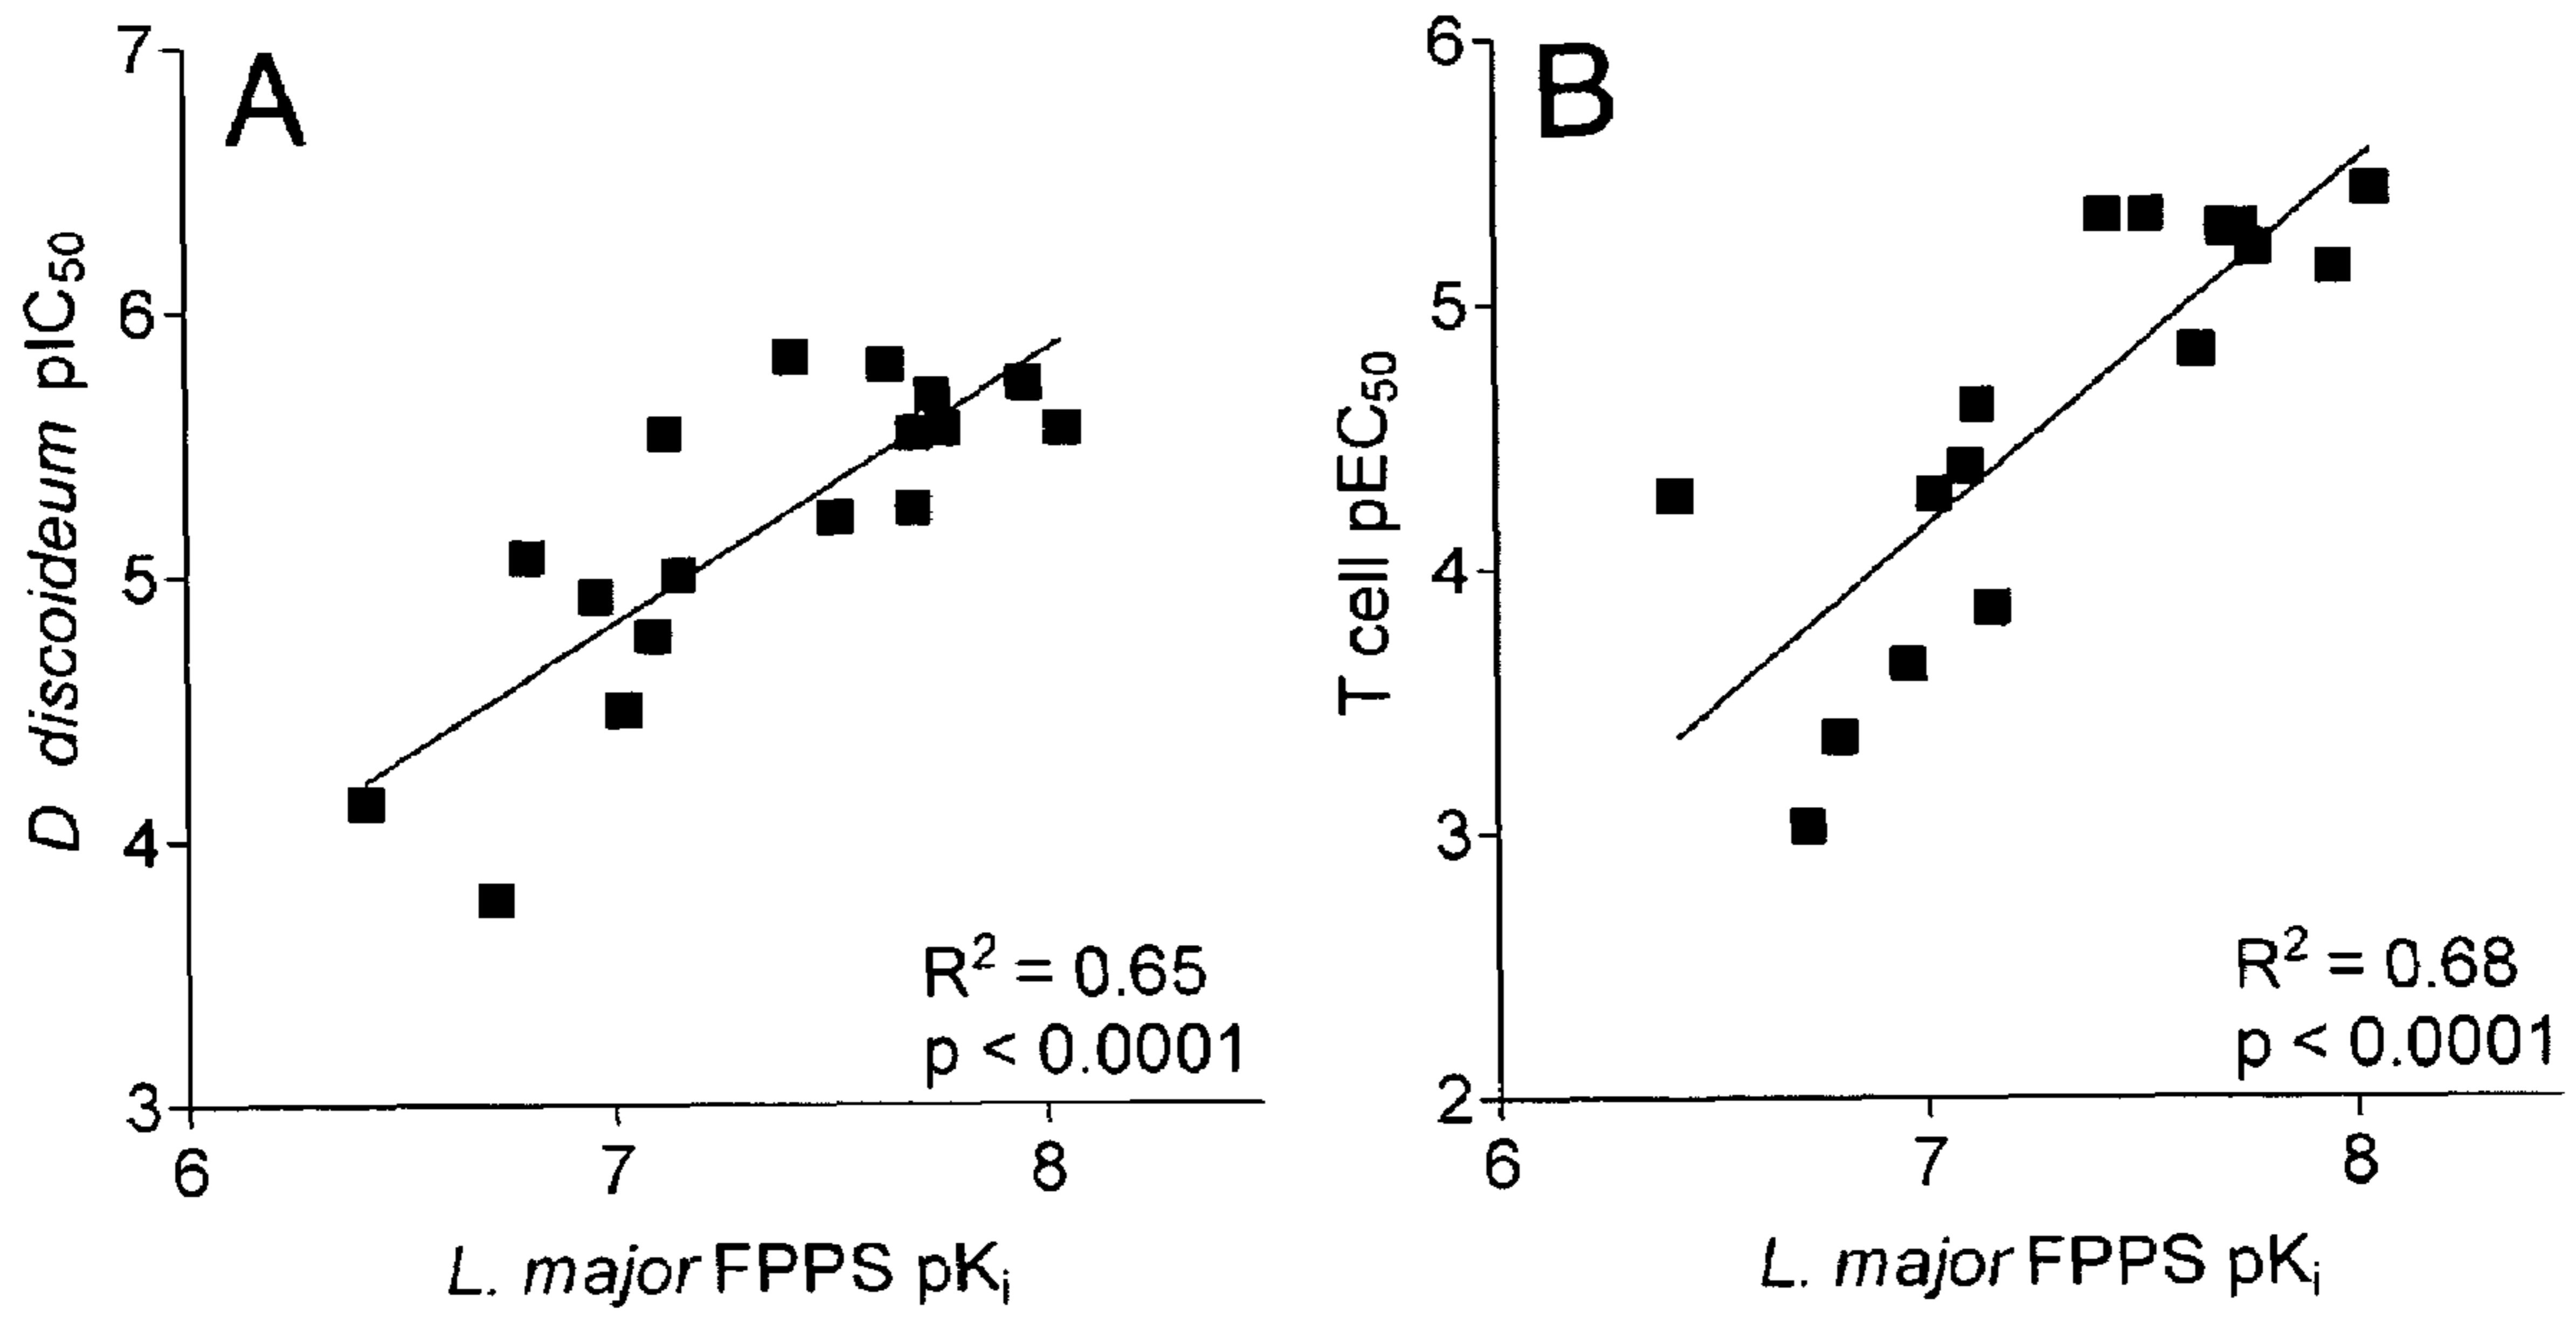 A
D discoideum pIC50
7
6
5
4
3
6 7 8
L. major FPPS pKi
R2 = 0.65
p < 0.0001
B
T cell pEC50
6
5
4
3
2
6 7 8
L. major FPPS pKi
R2 = 0.68
p < 0.0001